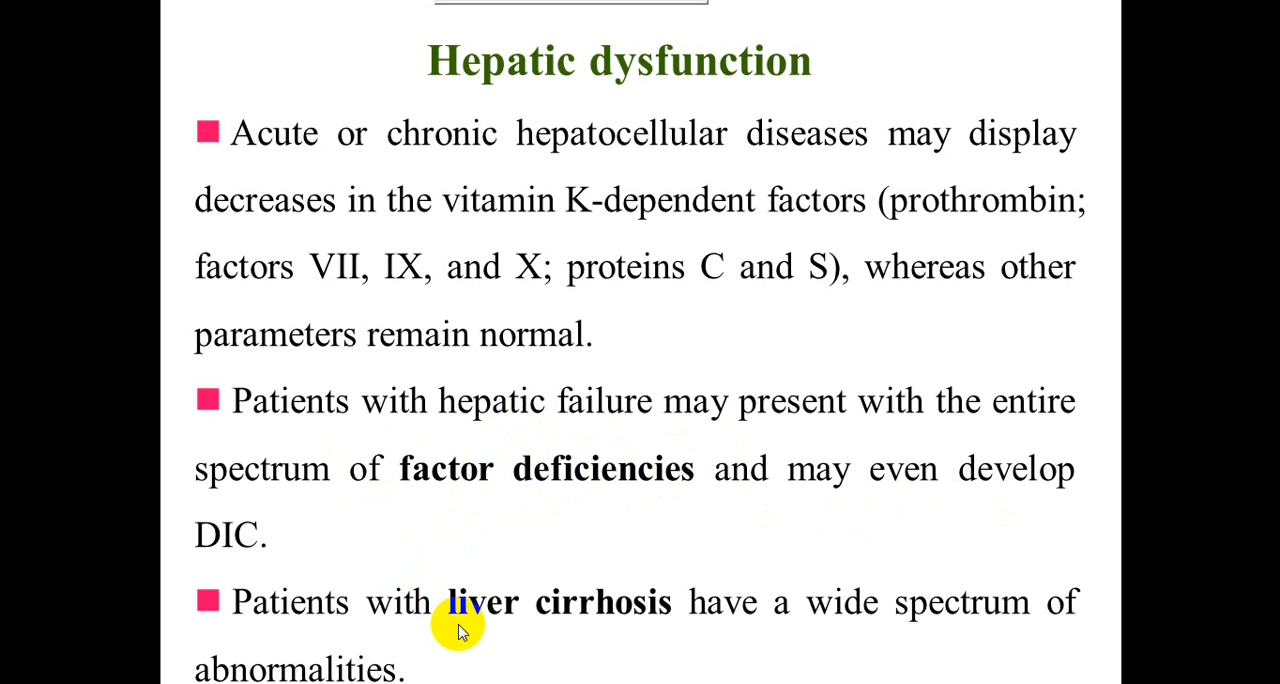 Hepatic dysfunction
■ Acute or chronic hepatocellular diseases may display
decreases in the vitamin K-dependent factors (prothrombin;
factors VII, IX, and X; proteins C and S), whereas other
parameters remain normal.
■ Patients with hepatic failure may present with the entire
spectrum of factor deficiencies and may even develop
DIC.
■ Patients with liver cirrhosis have a wide spectrum of
abnormalities.